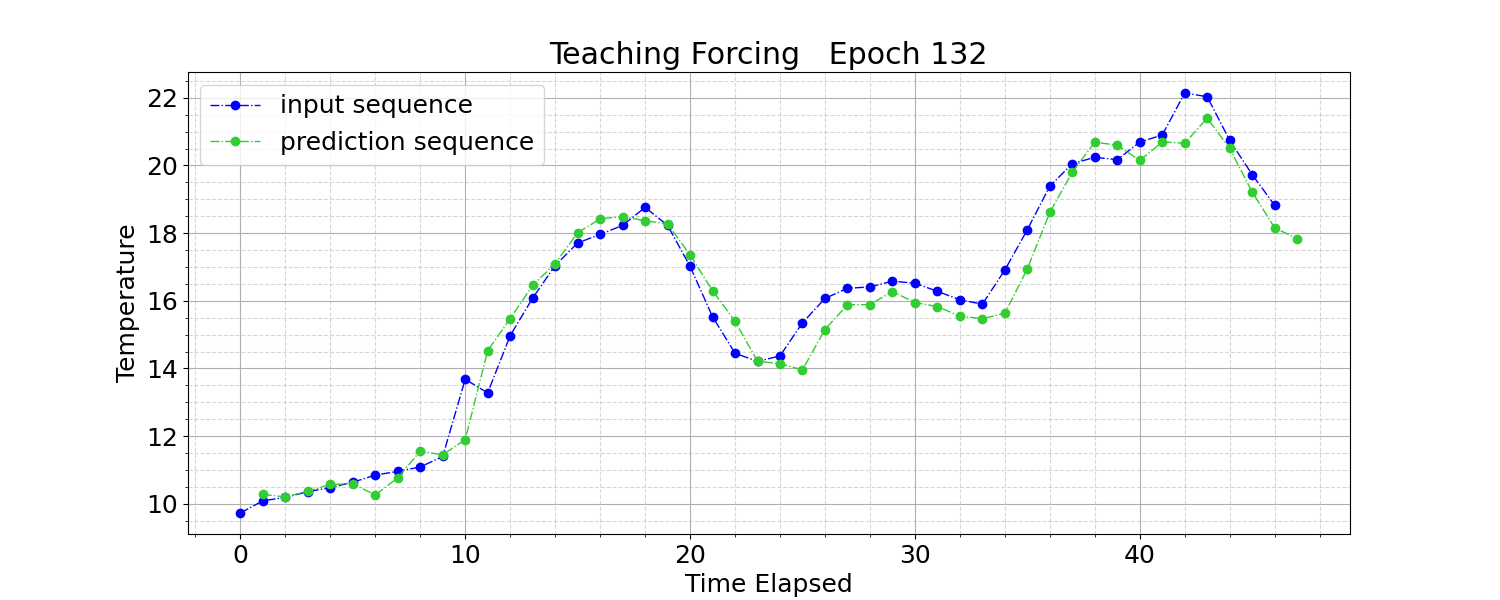 Teaching Forcing   Epoch 132
input sequence
prediction sequence
Temperature
22
20
18
16
14
12
10
0 10 20 30 40
Time Elapsed